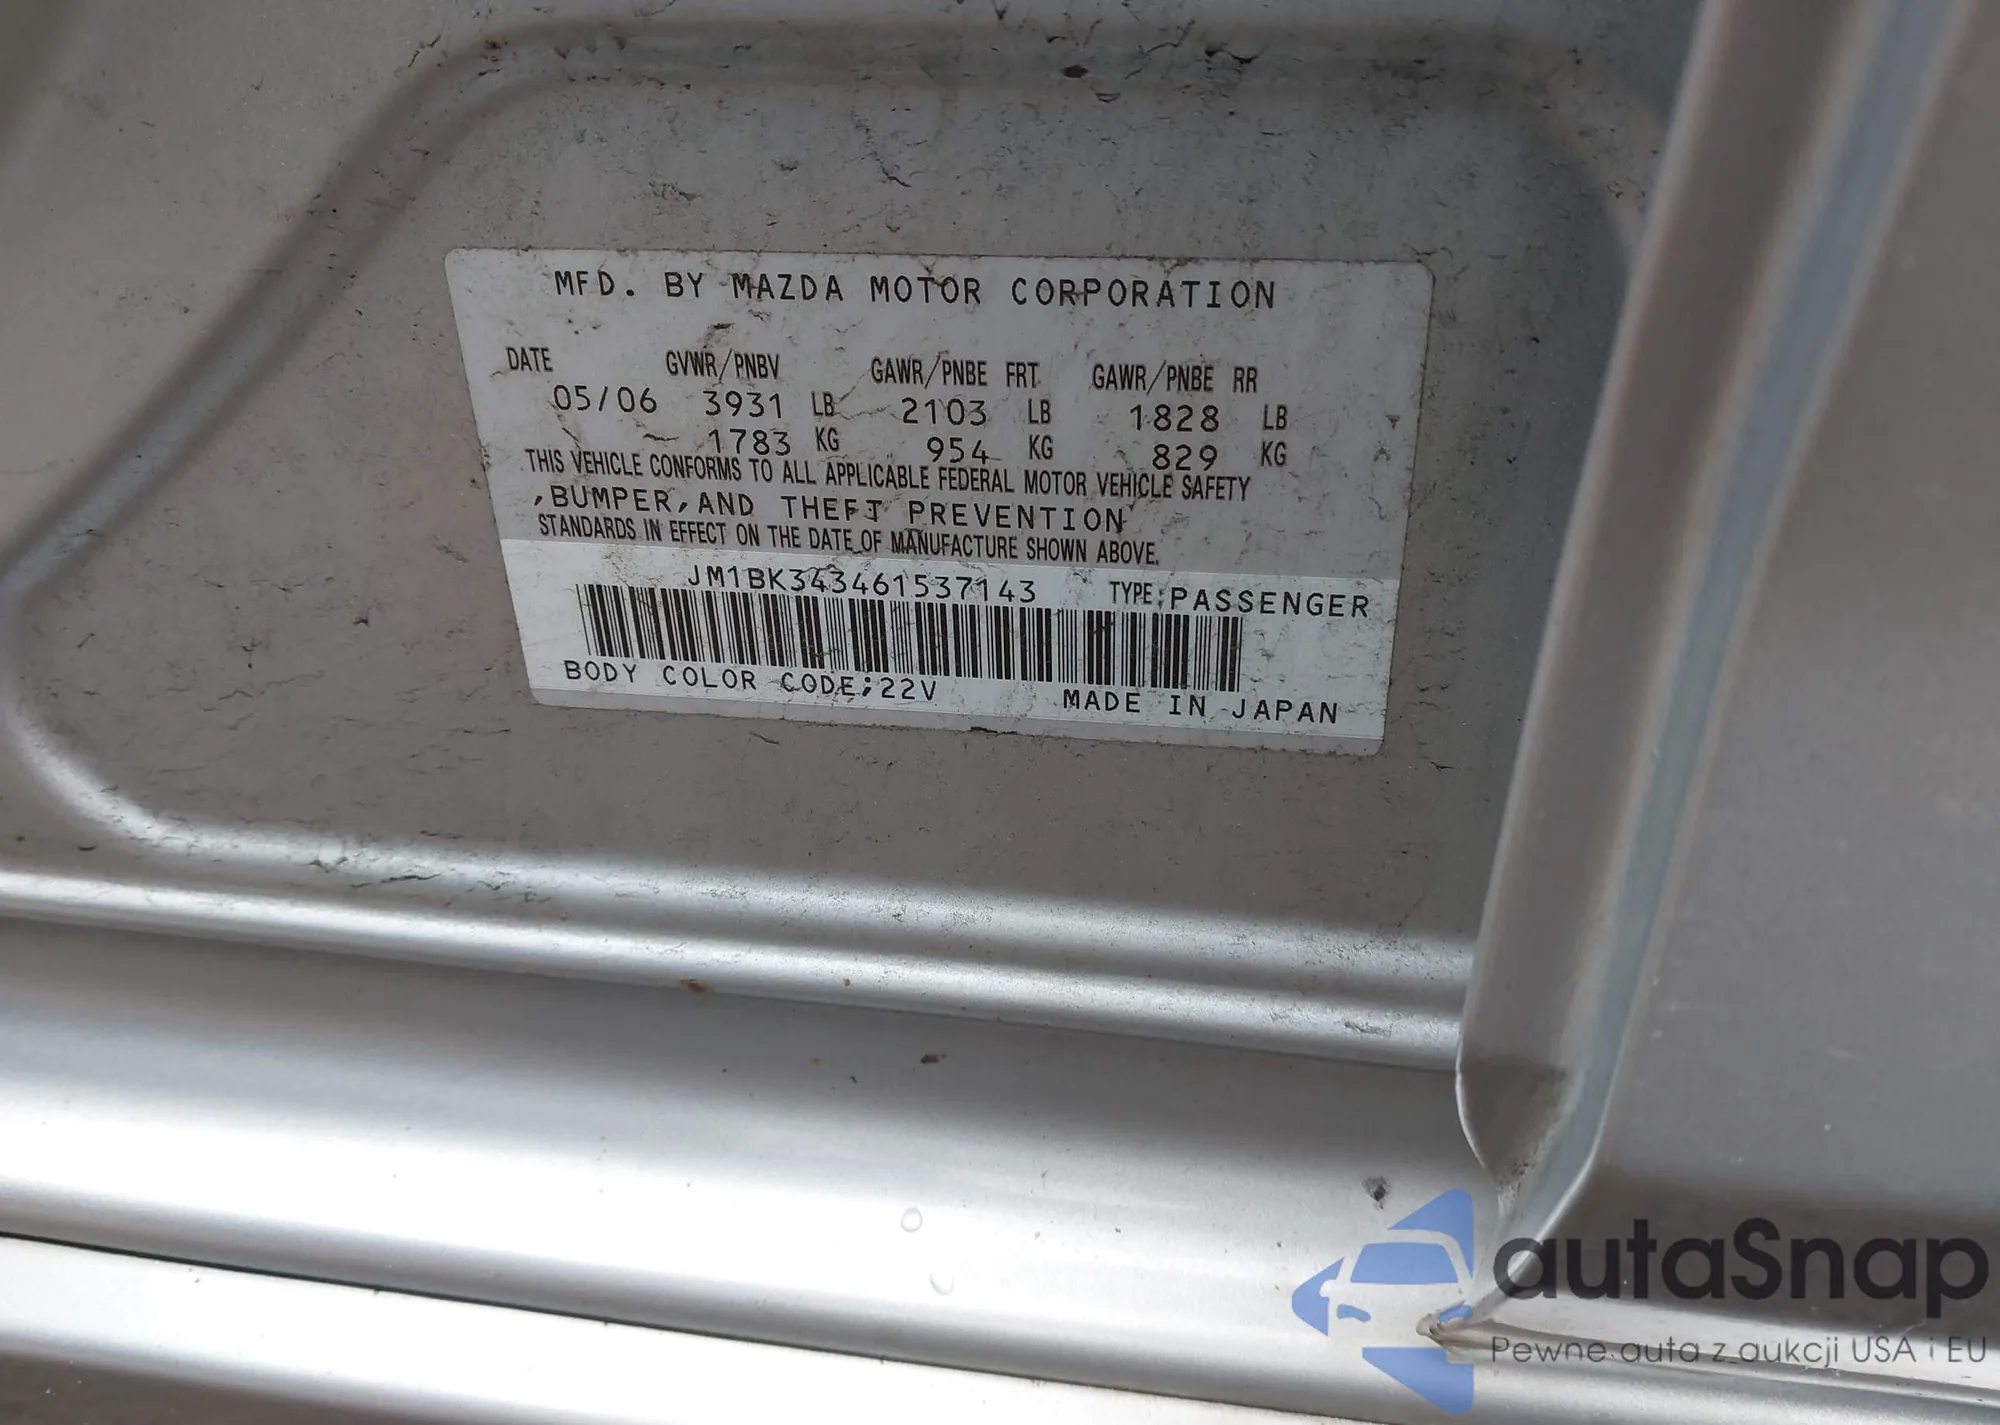 MFD. BY MAZDA MOTOR CORPORATION
DATE GVWR/PNBV GAWR/PNBE FRT GAWR/PNBE RR
05/06 3931 LB 2103 LB 1828 LB
1783 KG 954 KG 829 KG
THIS VEHICLE CONFORMS TO ALL APPLICABLE FEDERAL MOTOR VEHICLE SAFETY
,BUMPER,AND THEFT PREVENTION
STANDARDS IN EFFECT ON THE DATE OF MANUFACTURE SHOWN ABOVE.
JM1BK343461537143 TYPE:PASSENGER
BODY COLOR CODE;22V MADE IN JAPAN
autaSnap
Pewne auta z aukcji USA i EU